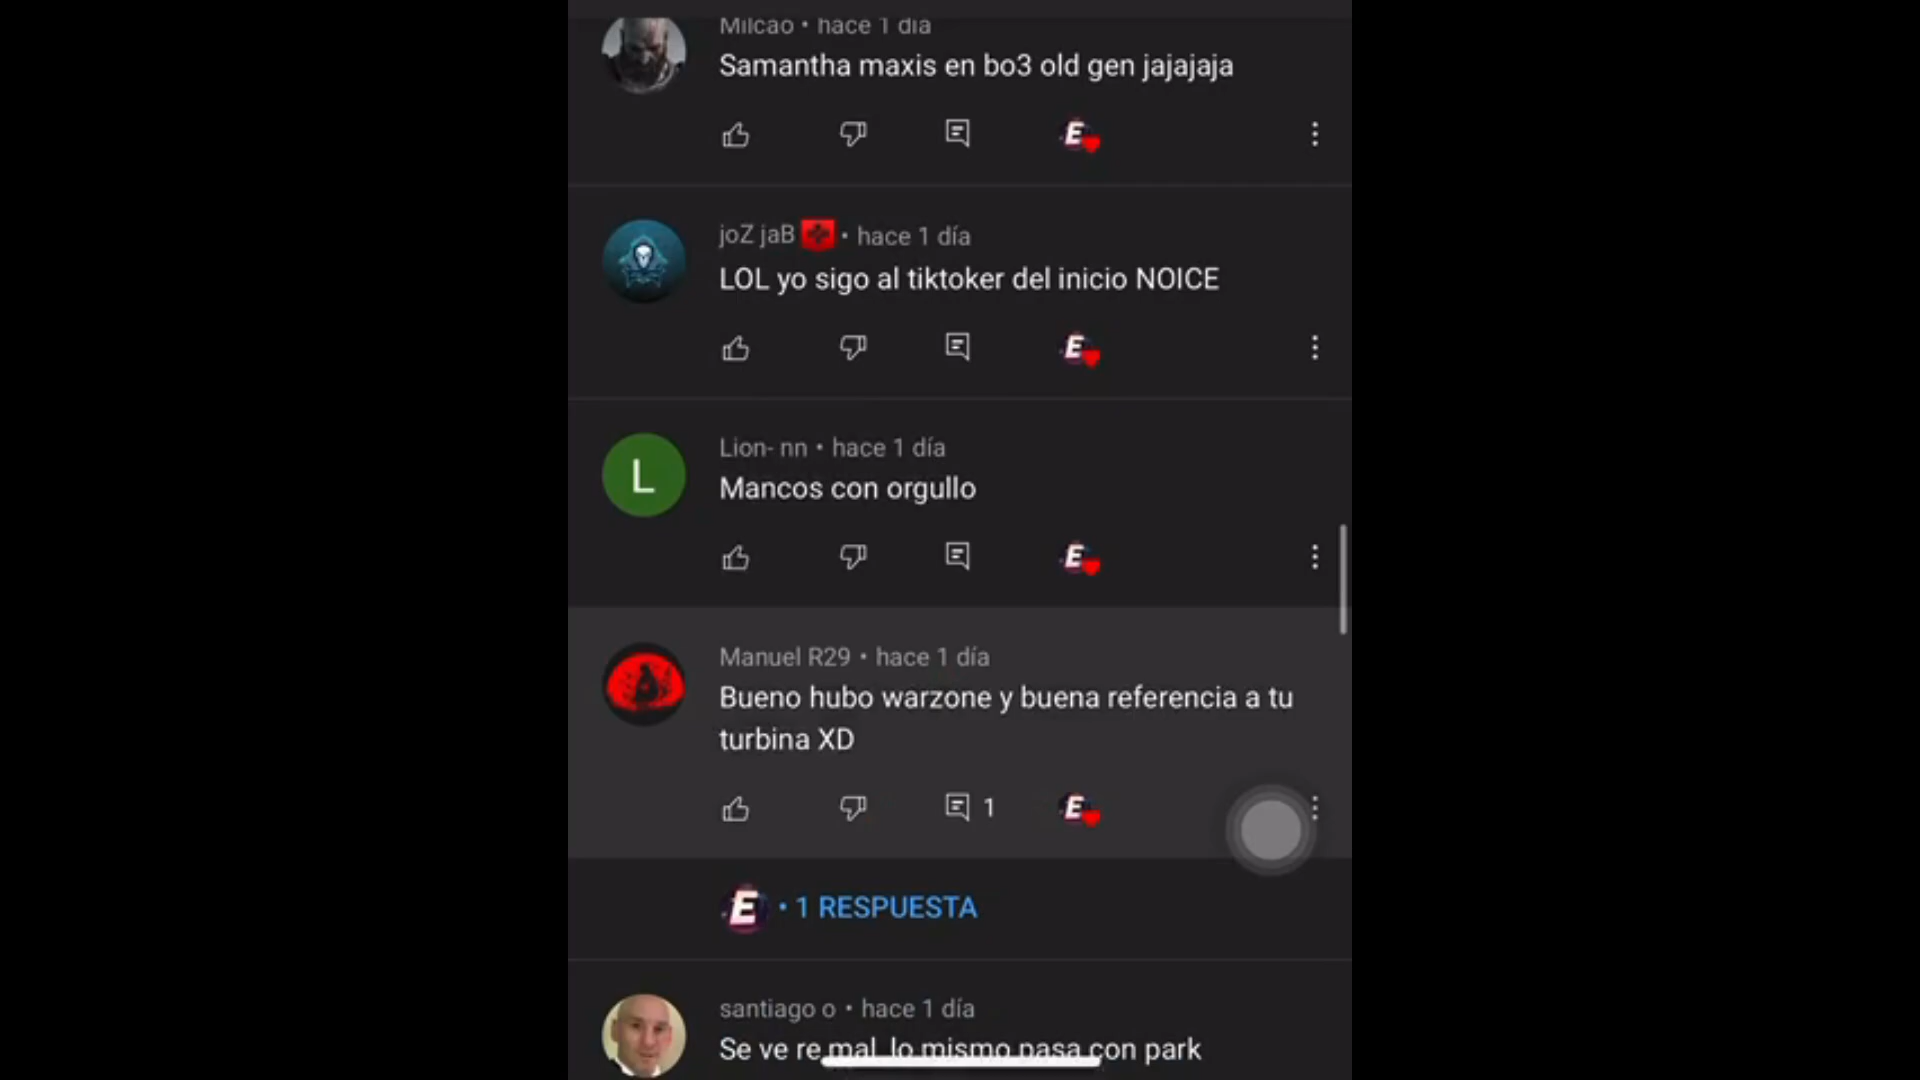 Milcao • hace 1 día
Samantha maxis en bo3 old gen jajajaja
E
joZ jaB • hace 1 día
LOL yo sigo al tiktoker del inicio NOICE
E
L
Lion- nn • hace 1 día
Mancos con orgullo
E
Manuel R29 • hace 1 día
Bueno hubo warzone y buena referencia a tu
turbina XD
1
E
E • 1 RESPUESTA
santiago o • hace 1 día
Se ve re mal, lo mismo pasa con park